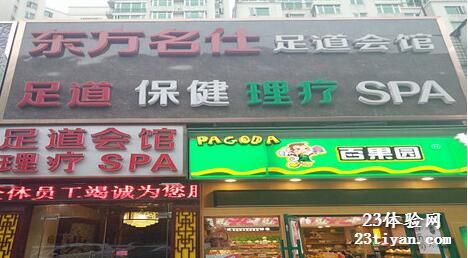 东方名仕 足道会馆
足道 保健 理疗 SPA
足道会馆
理疗 SPA
全体员工竭诚为您服
PAGODA
百果园
23体验网
23tiyan.com